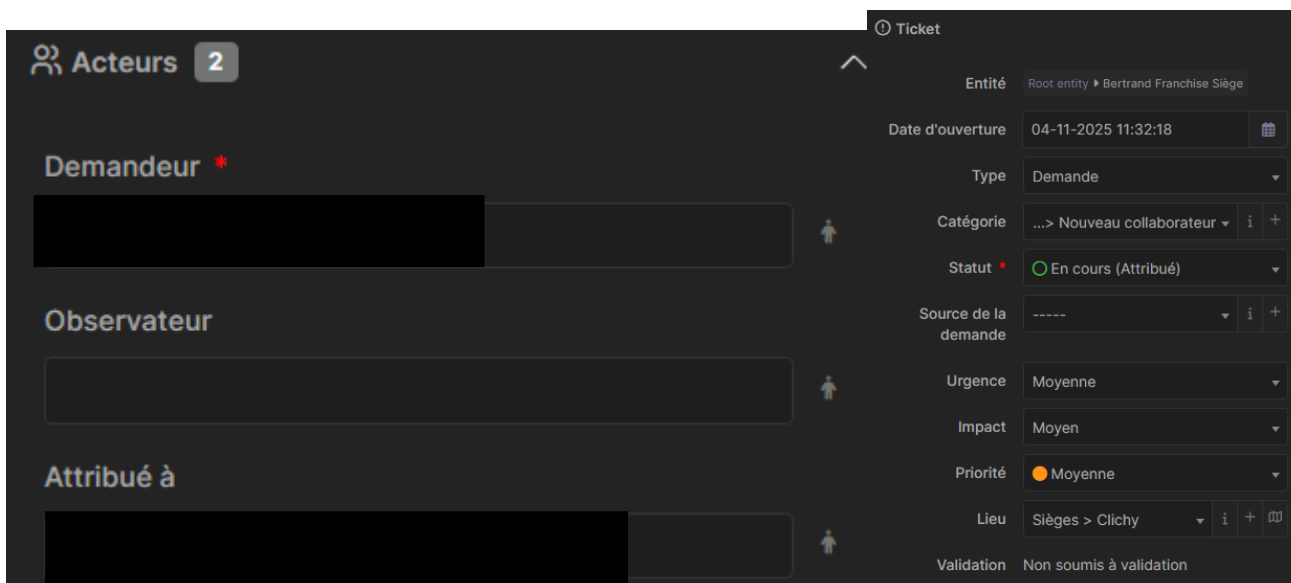 Acteurs 2
Demandeur *
Observateur
Attribué à
Ticket
Entité Root entity Bertrand Franchise Siège
Date d'ouverture 04-11-2025 11:32:18
Type Demande
Catégorie ...> Nouveau collaborateur i +
Statut * En cours (Attribué)
Source de la demande ----- i +
Urgence Moyenne
Impact Moyen
Priorité Moyenne
Lieu Sièges > Clichy i +
Validation Non soumis à validation